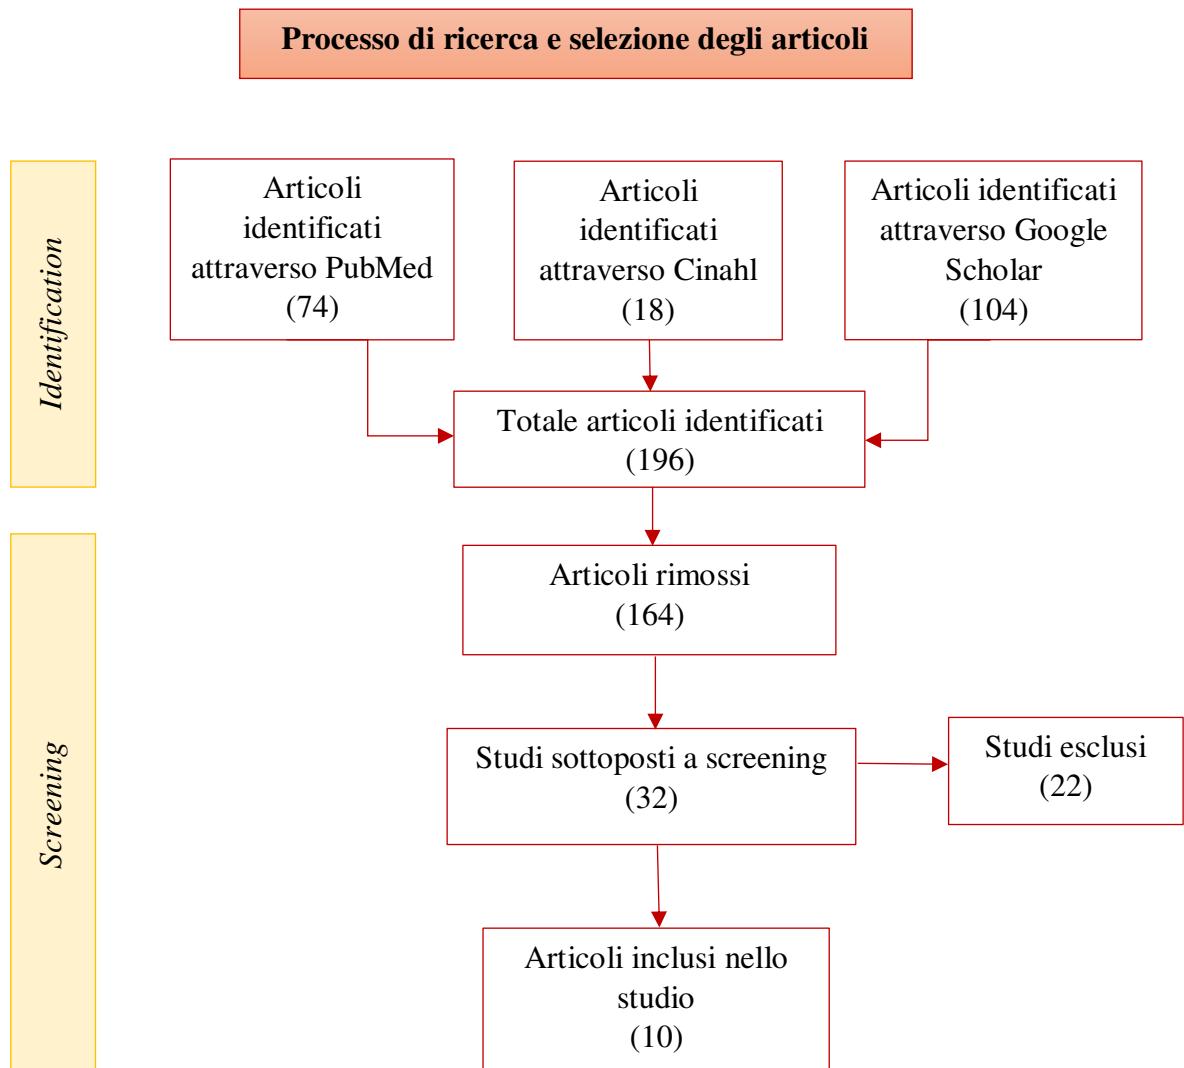 Processo di ricerca e selezione degli articoli
Identification
Articoli
identificati
attraverso PubMed
(74)
Articoli
identificati
attraverso Cinahl
(18)
Articoli identificati
attraverso Google
Scholar
(104)
Totale articoli identificati
(196)
Screening
Articoli rimossi
(164)
Studi sottoposti a screening
(32)
Studi esclusi
(22)
Articoli inclusi nello
studio
(10)